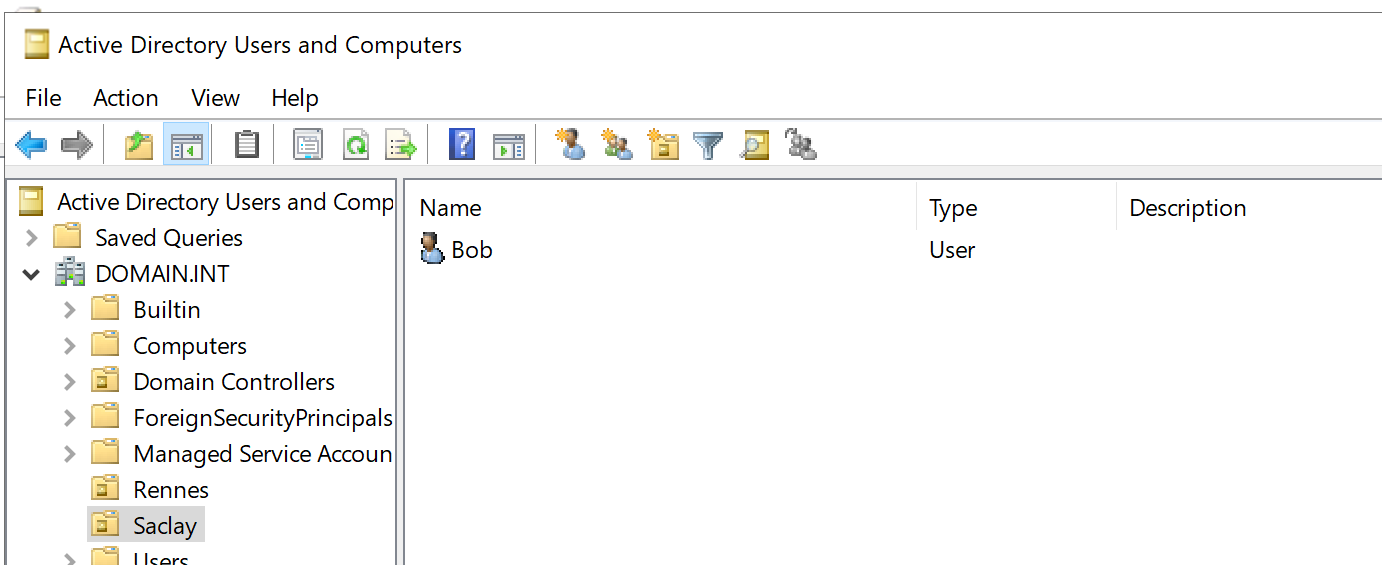 Active Directory Users and Computers
File Action View Help
Active Directory Users and Comp
Saved Queries
DOMAIN.INT
Builtin
Computers
Domain Controllers
ForeignSecurityPrincipals
Managed Service Accoun
Rennes
Saclay
Users
Name Type Description
Bob User